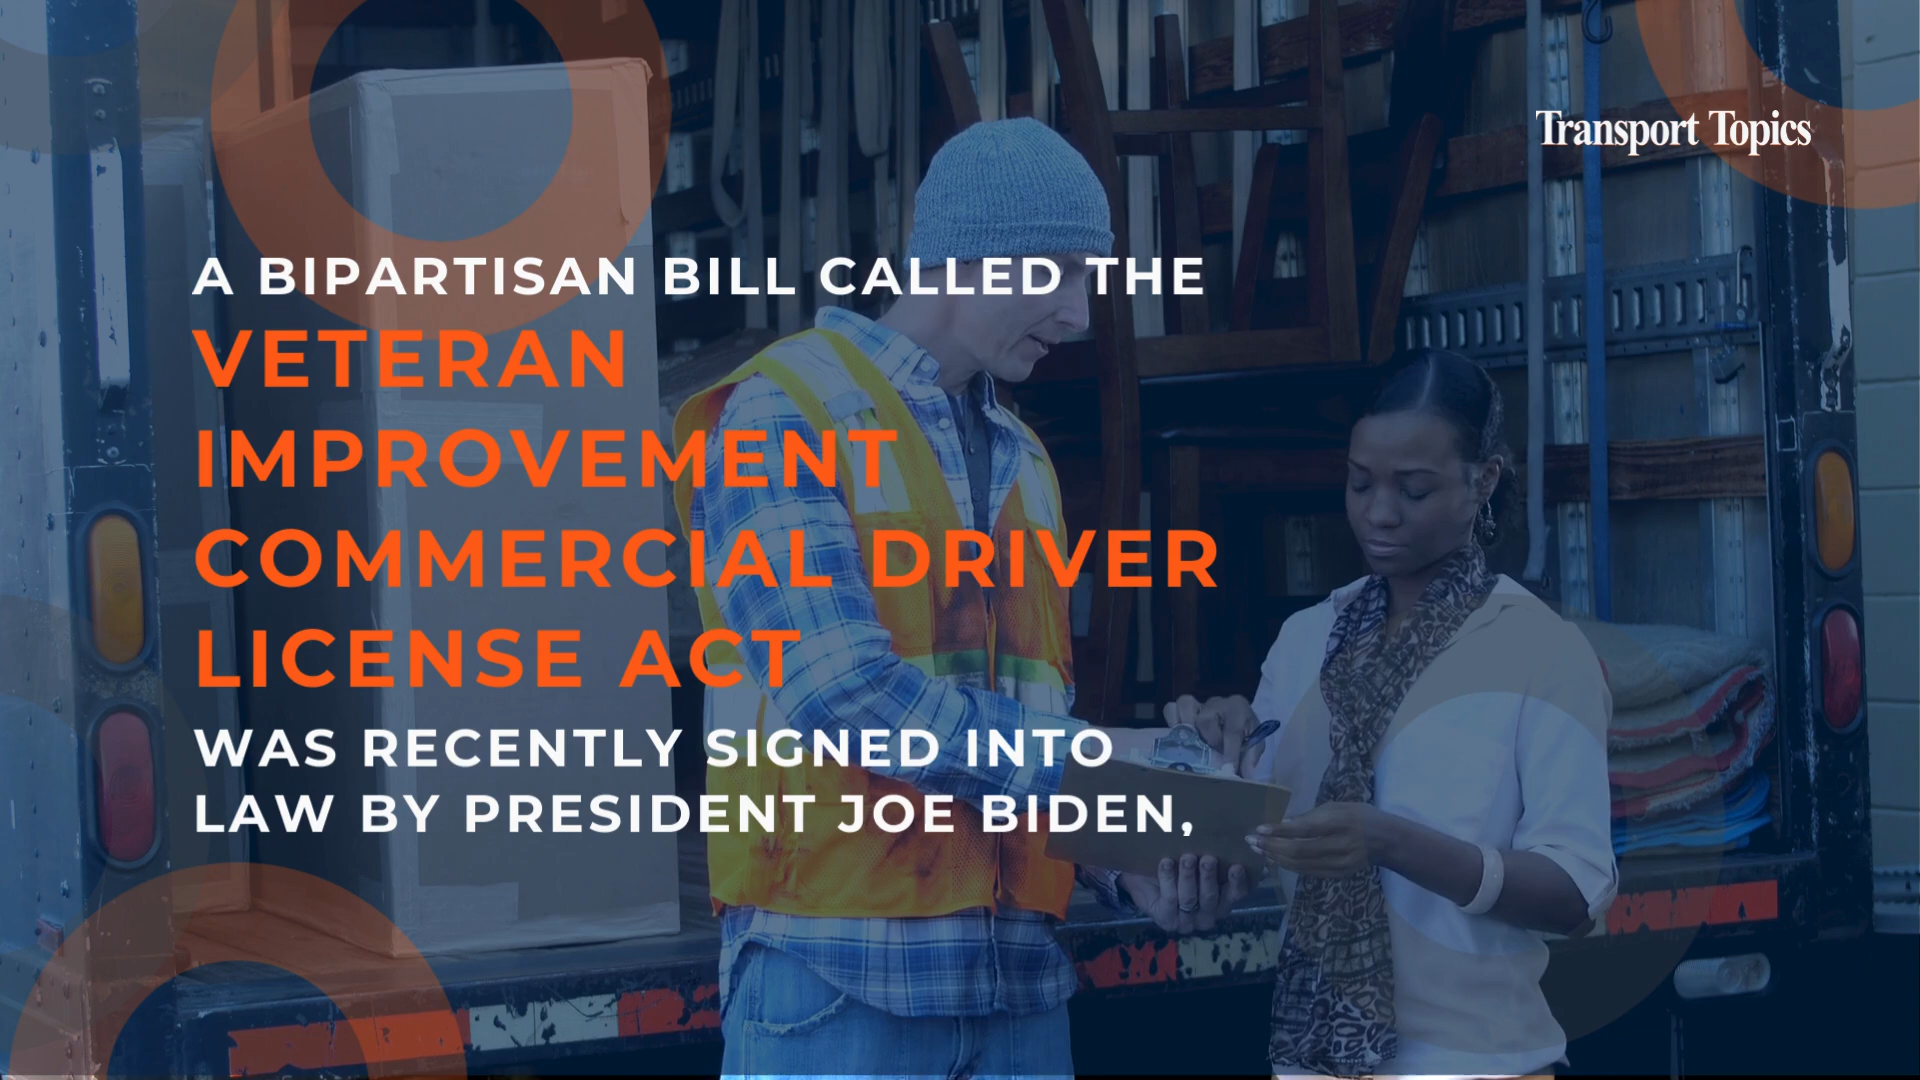 Transport Topics
A BIPARTISAN BILL CALLED THE
VETERAN
IMPROVEMENT
COMMERCIAL DRIVER
LICENSE ACT
WAS RECENTLY SIGNED INTO
LAW BY PRESIDENT JOE BIDEN,